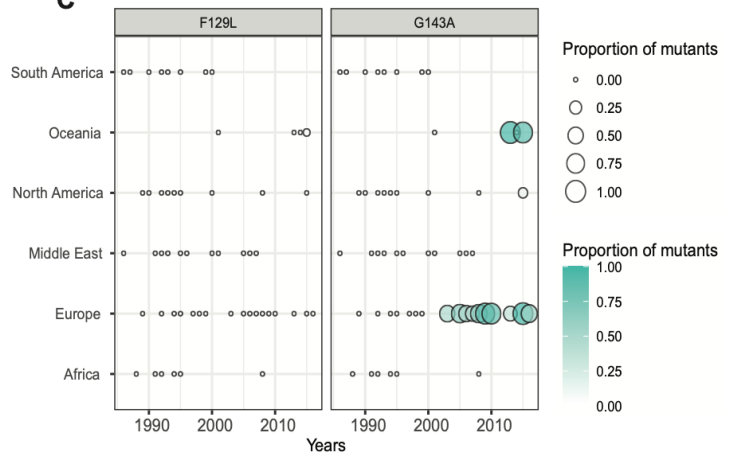 C
F129L G143A
South America
Oceania
North America
Middle East
Europe
Africa
1990 2000 2010 1990 2000 2010
Years
Proportion of mutants
0.00
0.25
0.50
0.75
1.00
Proportion of mutants
1.00
0.75
0.50
0.25
0.00